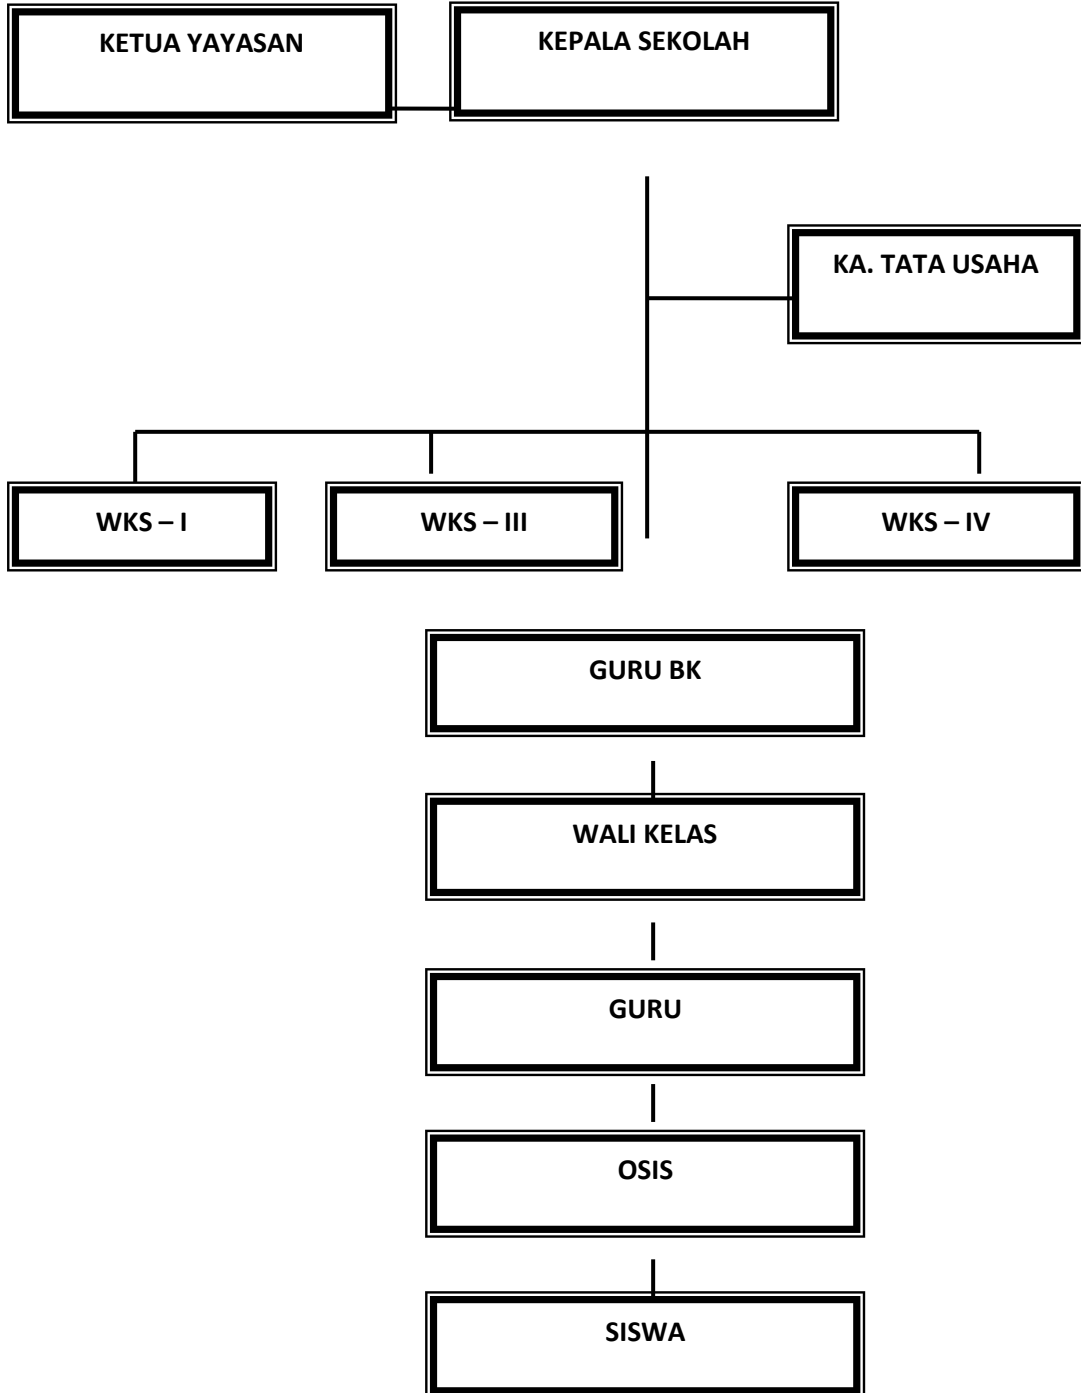 KETUA YAYASAN
KEPALA SEKOLAH
KA. TATA USAHA
WKS – I
WKS – III
WKS – IV
GURU BK
WALI KELAS
GURU
OSIS
SISWA